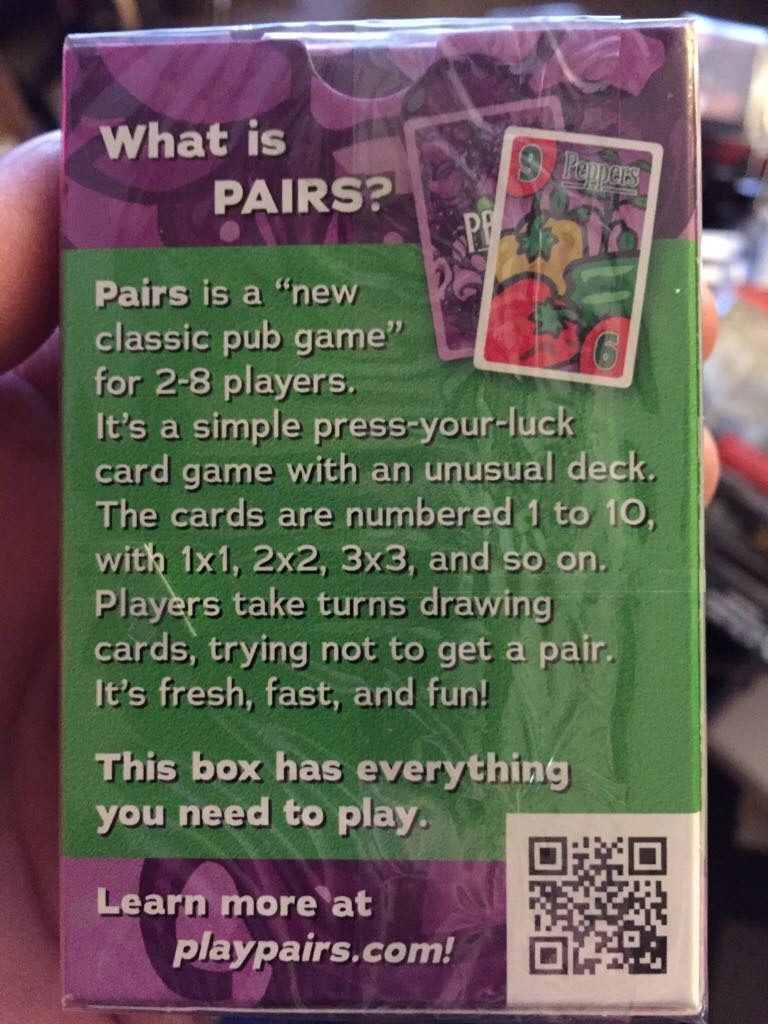 What is
PAIRS?
9
Peppers
9
Pairs is a “new
classic pub game”
for 2-8 players.
It’s a simple press-your-luck
card game with an unusual deck.
The cards are numbered 1 to 10,
with 1x1, 2x2, 3x3, and so on.
Players take turns drawing
cards, trying not to get a pair.
It’s fresh, fast, and fun!
This box has everything
you need to play.
Learn more at
playpairs.com!